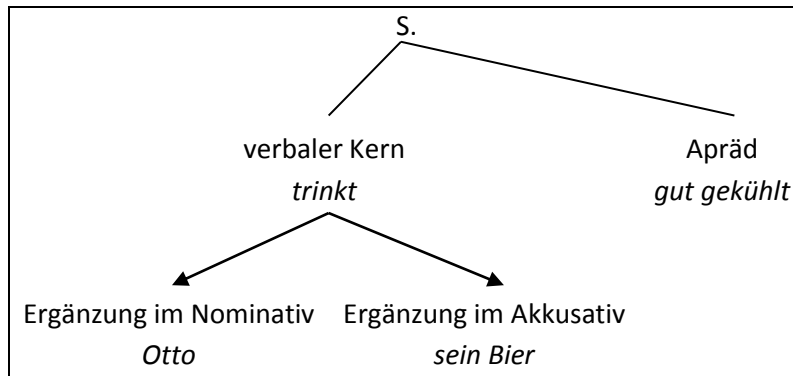 S.
verbaler Kern Apräd
trinkt gut gekühlt
Ergänzung im Nominativ Ergänzung im Akkusativ
Otto sein Bier